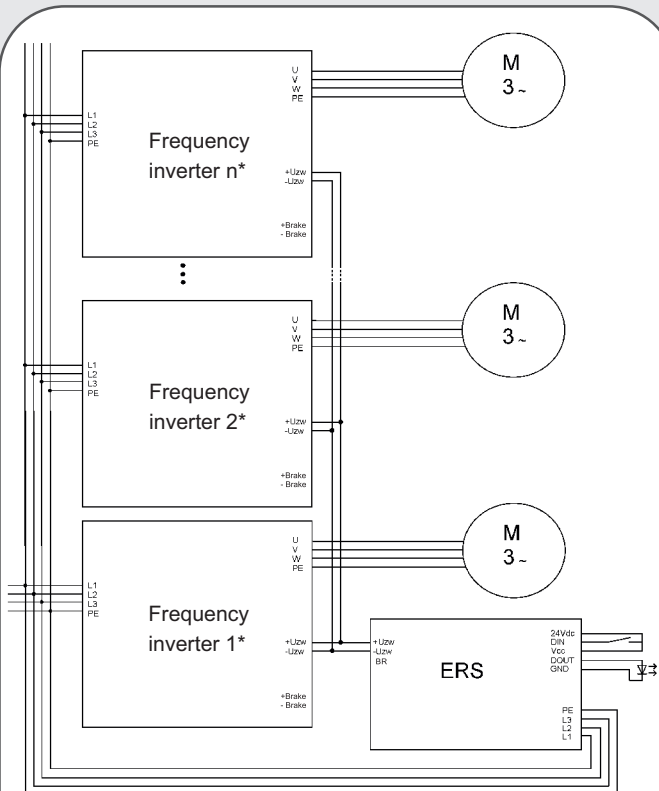 L1
L2
L3
PE
Frequency
inverter n*
U
V
W
PE
+Uzw
-Uzw
+Brake
- Brake
M
3 ~
L1
L2
L3
PE
Frequency
inverter 2*
U
V
W
PE
+Uzw
-Uzw
+Brake
- Brake
M
3 ~
L1
L2
L3
PE
Frequency
inverter 1*
U
V
W
PE
+Uzw
-Uzw
+Brake
- Brake
M
3 ~
+Uzw
-Uzw
BR
ERS
24Vdc
DIN
Vcc
DOUT
GND
PE
L3
L2
L1